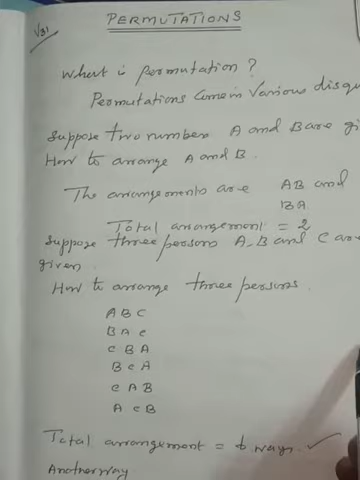 V31
PERMUTATIONS
What is permutation?
Permutations come in various disgu
Suppose two numbers A and B are gi
How to arrange A and B.
The arrangements are AB and
BA
Total arrangement = 2
Suppose three persons A, B and C are
given.
How to arrange three persons.
A B C
B A C
C B A
B C A
C A B
A C B
Total arrangement = 6 ways. ✓
Another way